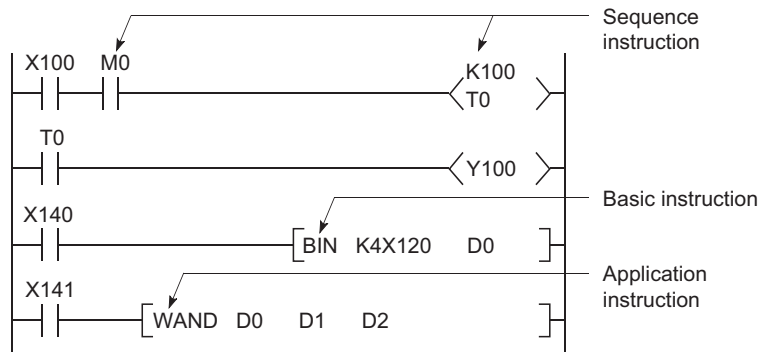 Sequence
instruction
X100 M0 K100
T0
T0
Y100
Basic instruction
X140
BIN K4X120 D0
Application
instruction
X141
WAND D0 D1 D2